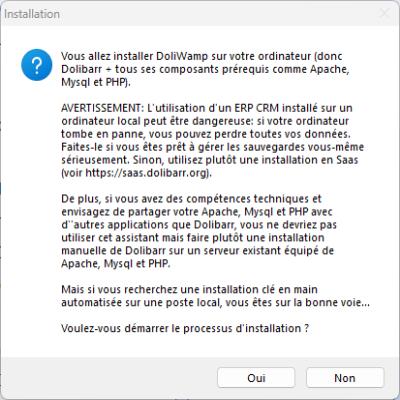 Installation
Vous allez installer DoliWamp sur votre ordinateur (donc
Dolibarr + tous ses composants prérequis comme Apache,
Mysql et PHP).
AVERTISSEMENT: L'utilisation d'un ERP CRM installé sur un
ordinateur local peut être dangereuse: si votre ordinateur
tombe en panne, vous pouvez perdre toutes vos données.
Faites-le si vous êtes prêt à gérer les sauvegardes vous-même
sérieusement. Sinon, utilisez plutôt une installation en Saas
(voir https://saas.dolibarr.org).
De plus, si vous avez des compétences techniques et
envisagez de partager votre Apache, Mysql et PHP avec
d''autres applications que Dolibarr, vous ne devriez pas
utiliser cet assistant mais faire plutôt une installation
manuelle de Dolibarr sur un serveur existant équipé de
Apache, Mysql et PHP.
Mais si vous recherchez une installation clé en main
automatisée sur une poste local, vous êtes sur la bonne voie...
Voulez-vous démarrer le processus d'installation ?
Oui
Non